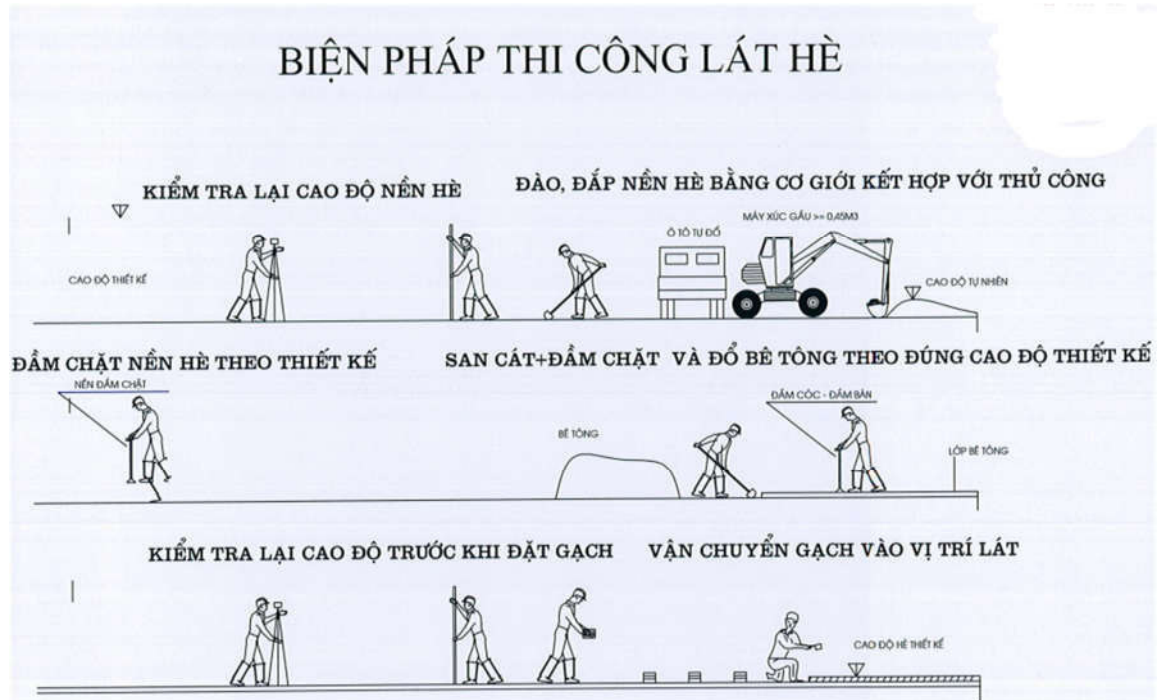 BIỆN PHÁP THI CÔNG LÁT HÈ
KIỂM TRA LẠI CAO ĐỘ NỀN HÈ
ĐÀO, ĐẮP NỀN HÈ BẰNG CƠ GIỚI KẾT HỢP VỚI THỦ CÔNG
MÁY XÚC GẦU >= 0,45M3
Ô TÔ TỰ ĐỔ
CAO ĐỘ THIẾT KẾ
CAO ĐỘ TỰ NHIÊN
ĐẦM CHẶT NỀN HÈ THEO THIẾT KẾ
SAN CÁT+ĐẦM CHẶT VÀ ĐỔ BÊ TÔNG THEO ĐÚNG CAO ĐỘ THIẾT KẾ
NỀN ĐẦM CHẶT
ĐẦM CÓC - ĐẦM BÀN
BÊ TÔNG
LỚP BÊ TÔNG
KIỂM TRA LẠI CAO ĐỘ TRƯỚC KHI ĐẶT GẠCH
VẬN CHUYỂN GẠCH VÀO VỊ TRÍ LÁT
CAO ĐỘ HÈ THIẾT KẾ